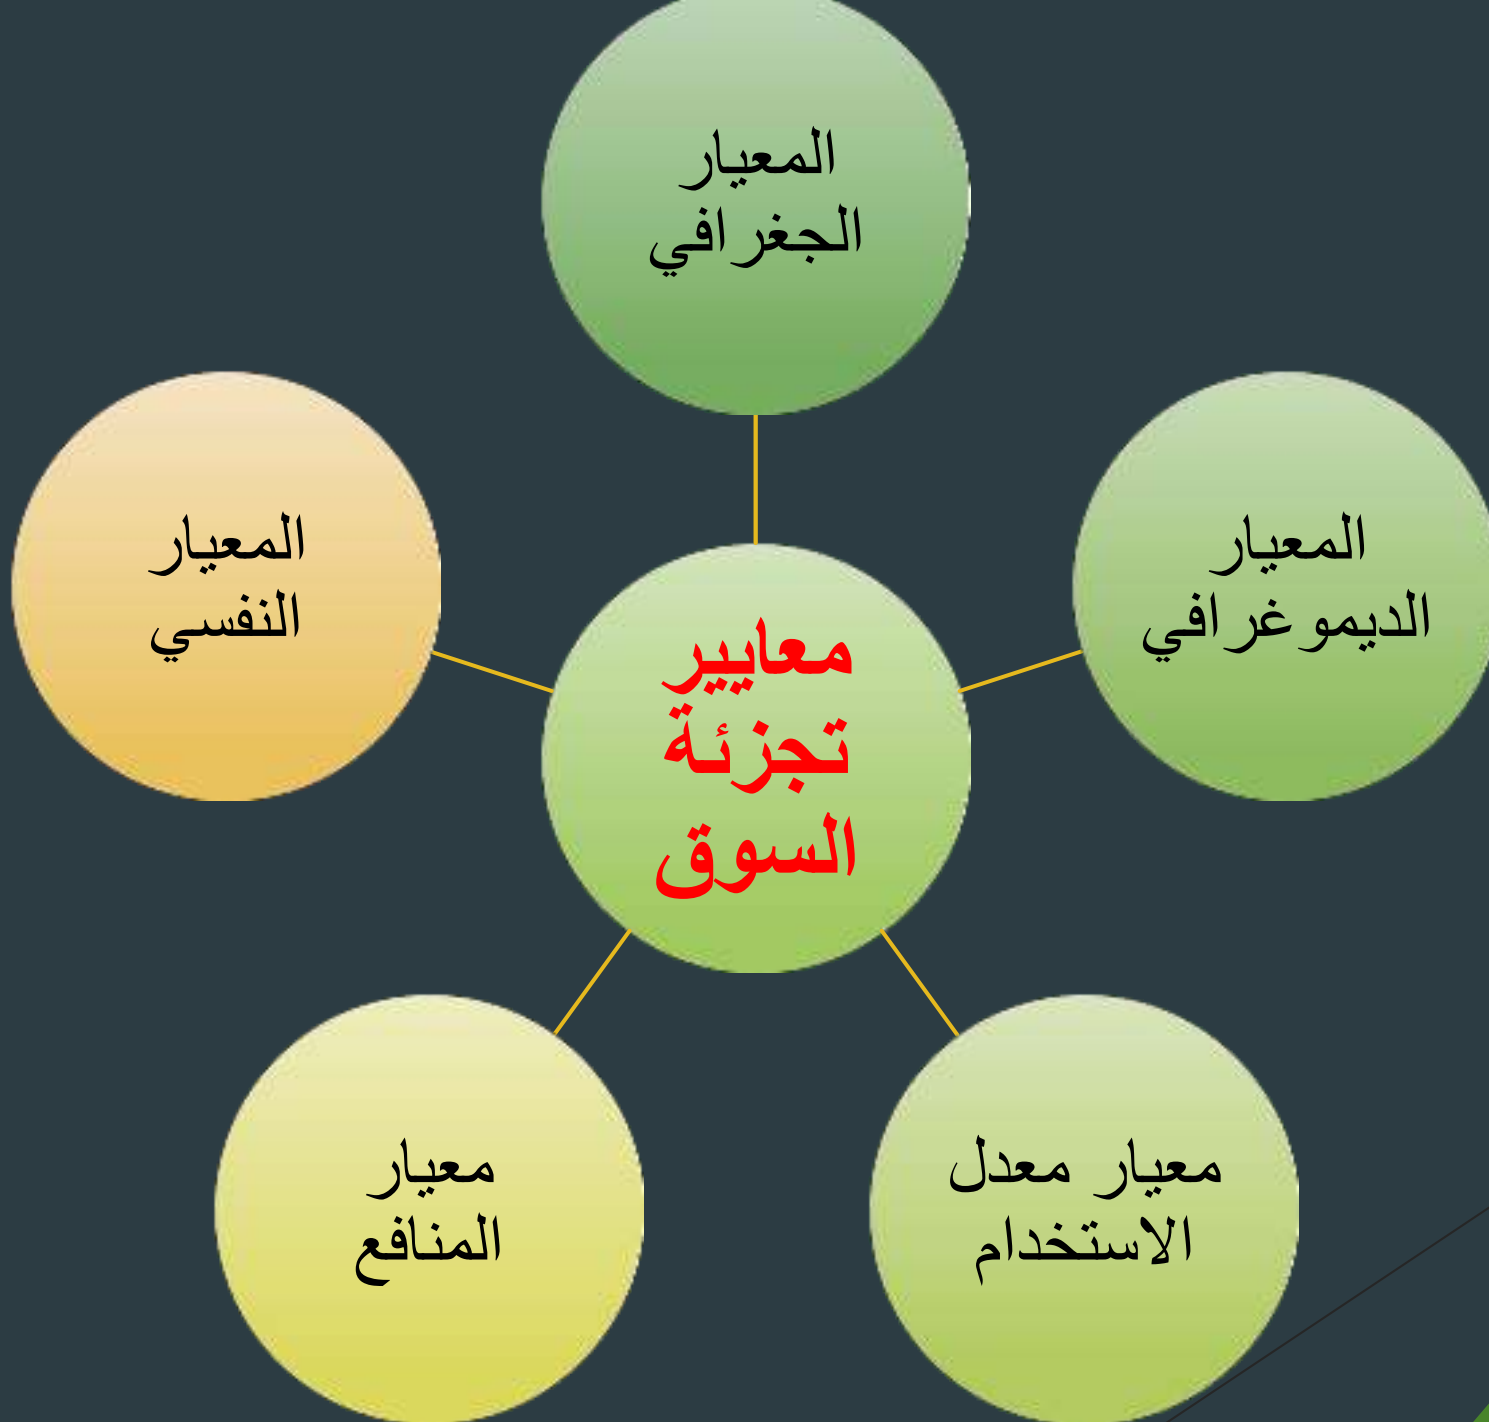 المعيار
الجغرافي
المعيار
الديموغرافي
معيار معدل
الاستخدام
معيار
المنافع
المعيار
النفسي
معايير
تجزئة
السوق